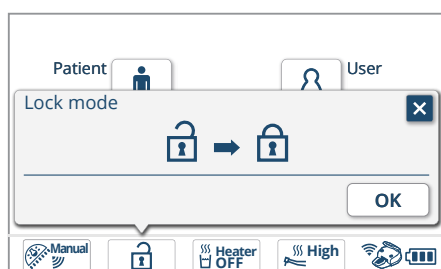 Patient
User
Lock mode
OK
Manual
Heater
OFF
High